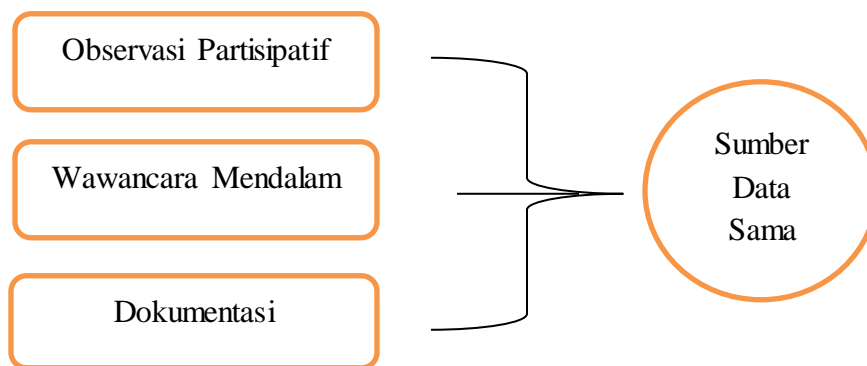 Observasi Partisipatif
Wawancara Mendalam
Dokumentasi
Sumber
Data
Sama